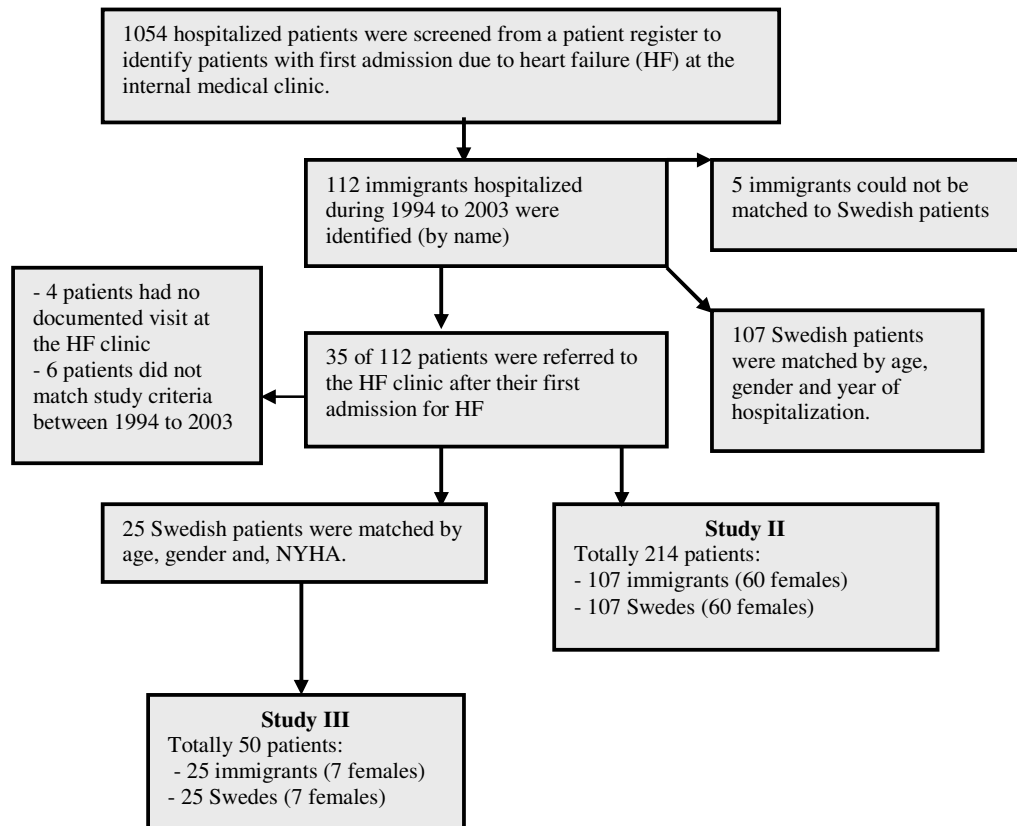 1054 hospitalized patients were screened from a patient register to
identify patients with first admission due to heart failure (HF) at the
internal medical clinic.
112 immigrants hospitalized
during 1994 to 2003 were
identified (by name)
5 immigrants could not be
matched to Swedish patients
- 4 patients had no
documented visit at
the HF clinic
- 6 patients did not
match study criteria
between 1994 to 2003
35 of 112 patients were referred to
the HF clinic after their first
admission for HF
107 Swedish patients
were matched by age,
gender and year of
hospitalization.
25 Swedish patients were matched by
age, gender and, NYHA.
Study II
Totally 214 patients:
- 107 immigrants (60 females)
- 107 Swedes (60 females)
Study III
Totally 50 patients:
- 25 immigrants (7 females)
- 25 Swedes (7 females)